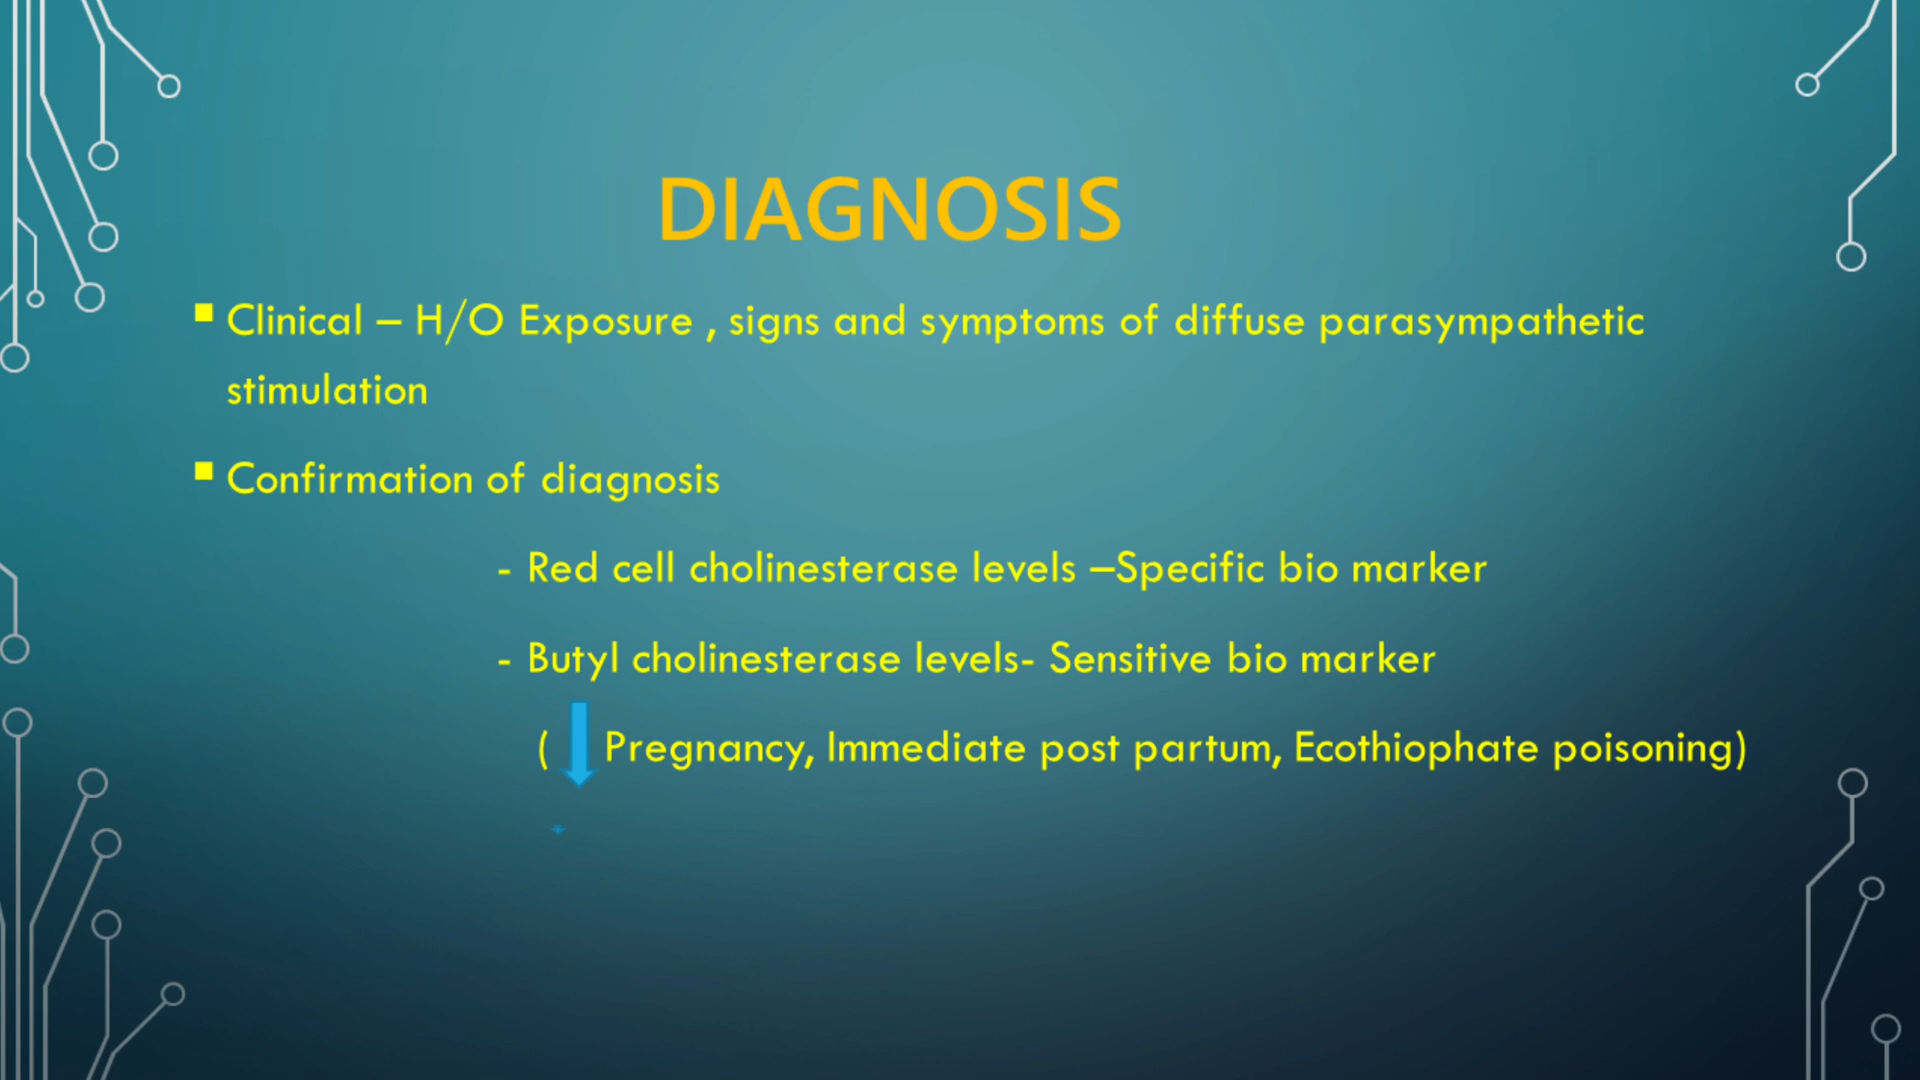 DIAGNOSIS
Clinical – H/O Exposure , signs and symptoms of diffuse parasympathetic
stimulation
Confirmation of diagnosis
- Red cell cholinesterase levels –Specific bio marker
- Butyl cholinesterase levels- Sensitive bio marker
( Pregnancy, Immediate post partum, Ecothiophate poisoning)